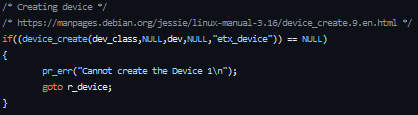 /* Creating device */
/* https://manpages.debian.org/jessie/linux-manual-3.16/device_create.9.en.html */
if((device_create(dev_class,NULL,dev,NULL,"etx_device")) == NULL)
{
        pr_err("Cannot create the Device 1\n");
        goto r_device;
}